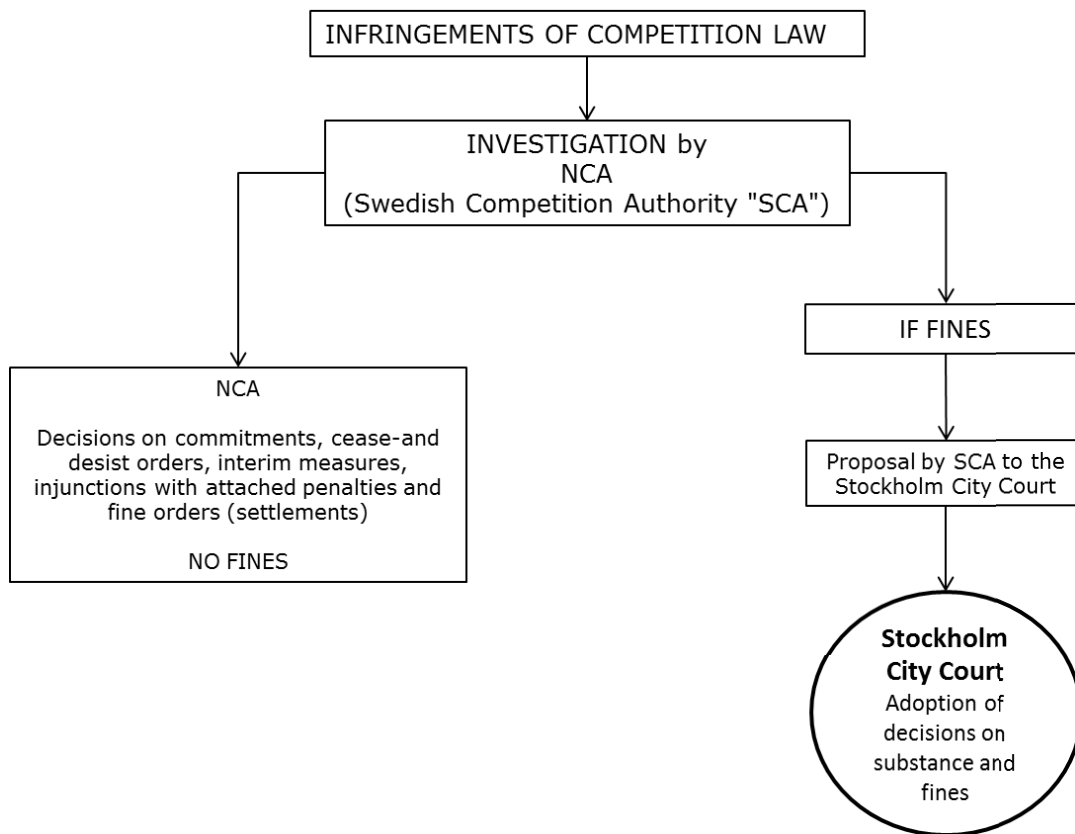 INFRINGEMENTS OF COMPETITION LAW
INVESTIGATION by
NCA
(Swedish Competition Authority "SCA")
IF FINES
NCA
Decisions on commitments, cease-and
desist orders, interim measures,
injunctions with attached penalties and
fine orders (settlements)
NO FINES
Proposal by SCA to the
Stockholm City Court
Stockholm
City Court
Adoption of
decisions on
substance and
fines